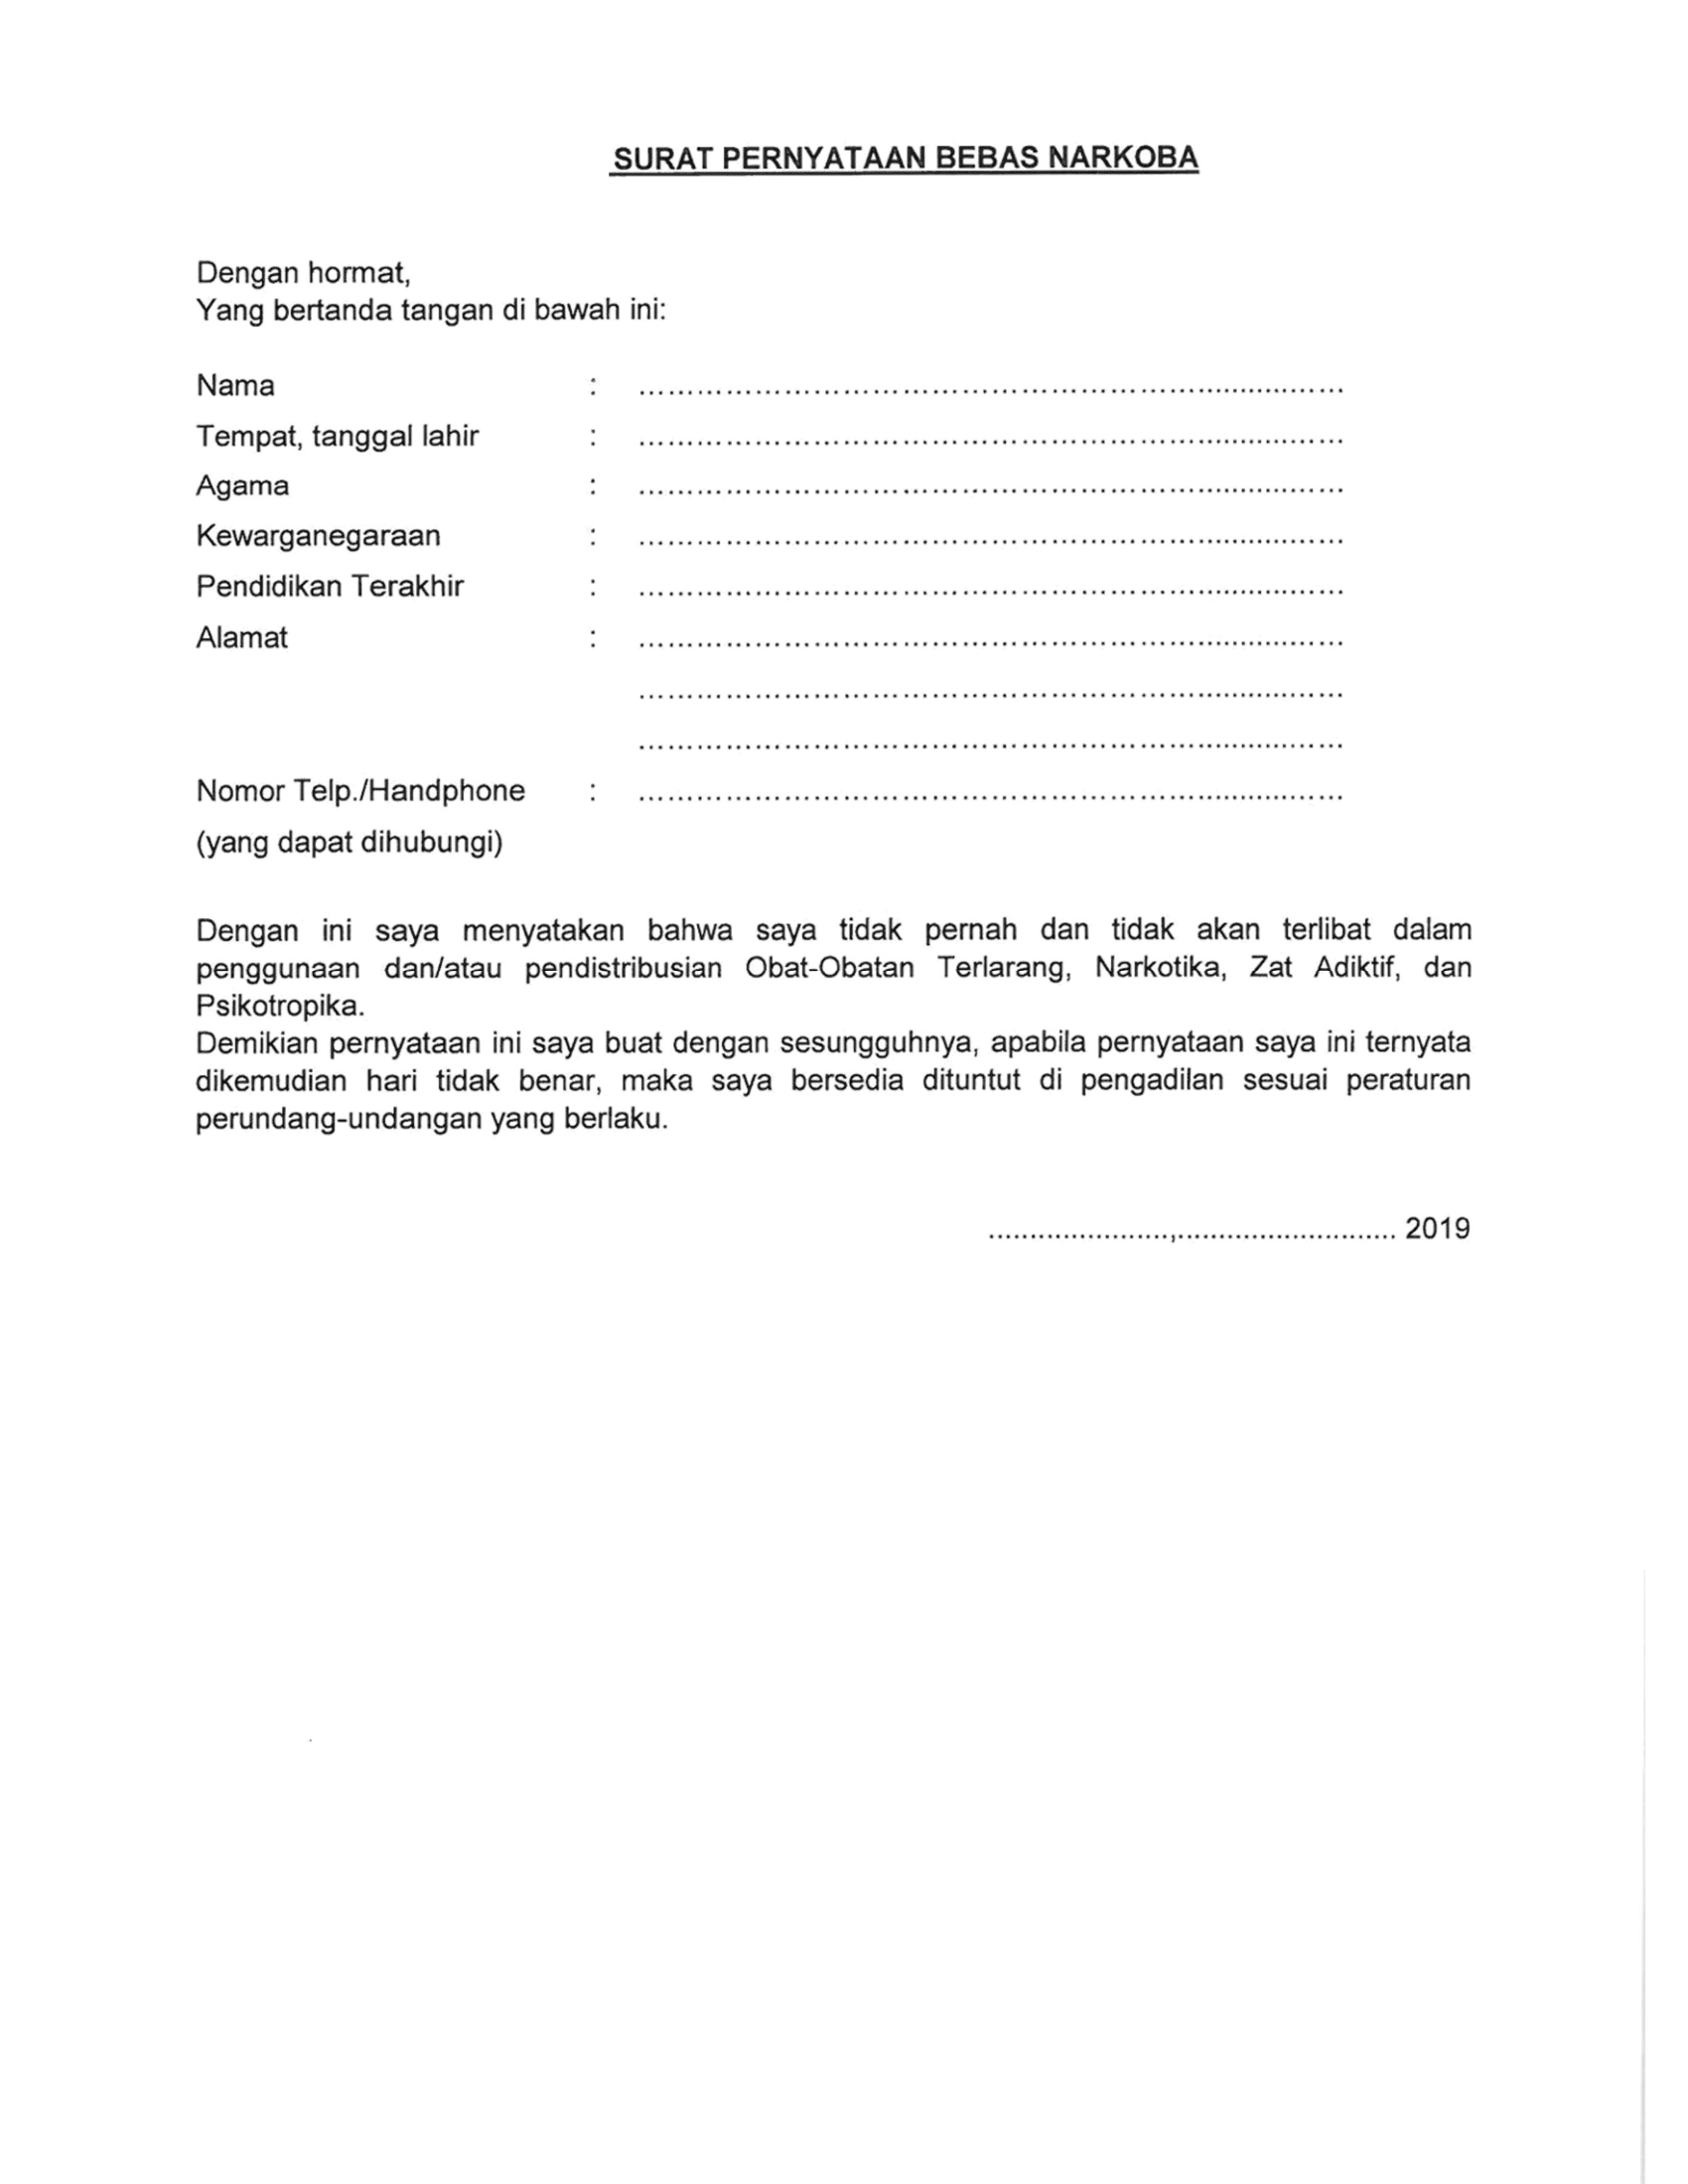 SURAT PERNYATAAN BEBAS NARKOBA
Dengan hormat,
Yang bertanda tangan di bawah ini:
Nama : ........................................................................
Tempat, tanggal lahir : ........................................................................
Agama : ........................................................................
Kewarganegaraan : ........................................................................
Pendidikan Terakhir : ........................................................................
Alamat : ........................................................................
........................................................................
........................................................................
Nomor Telp./Handphone : ........................................................................
(yang dapat dihubungi)
Dengan ini saya menyatakan bahwa saya tidak pernah dan tidak akan terlibat dalam
penggunaan dan/atau pendistribusian Obat-Obatan Terlarang, Narkotika, Zat Adiktif, dan
Psikotropika.
Demikian pernyataan ini saya buat dengan sesungguhnya, apabila pernyataan saya ini ternyata
dikemudian hari tidak benar, maka saya bersedia dituntut di pengadilan sesuai peraturan
perundang-undangan yang berlaku.
......................,.......................... 2019